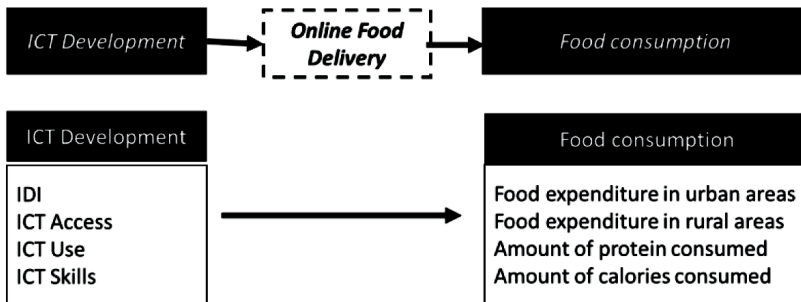 ICT Development
Online Food
Delivery
Food consumption
ICT Development
IDI
ICT Access
ICT Use
ICT Skills
Food consumption
Food expenditure in urban areas
Food expenditure in rural areas
Amount of protein consumed
Amount of calories consumed